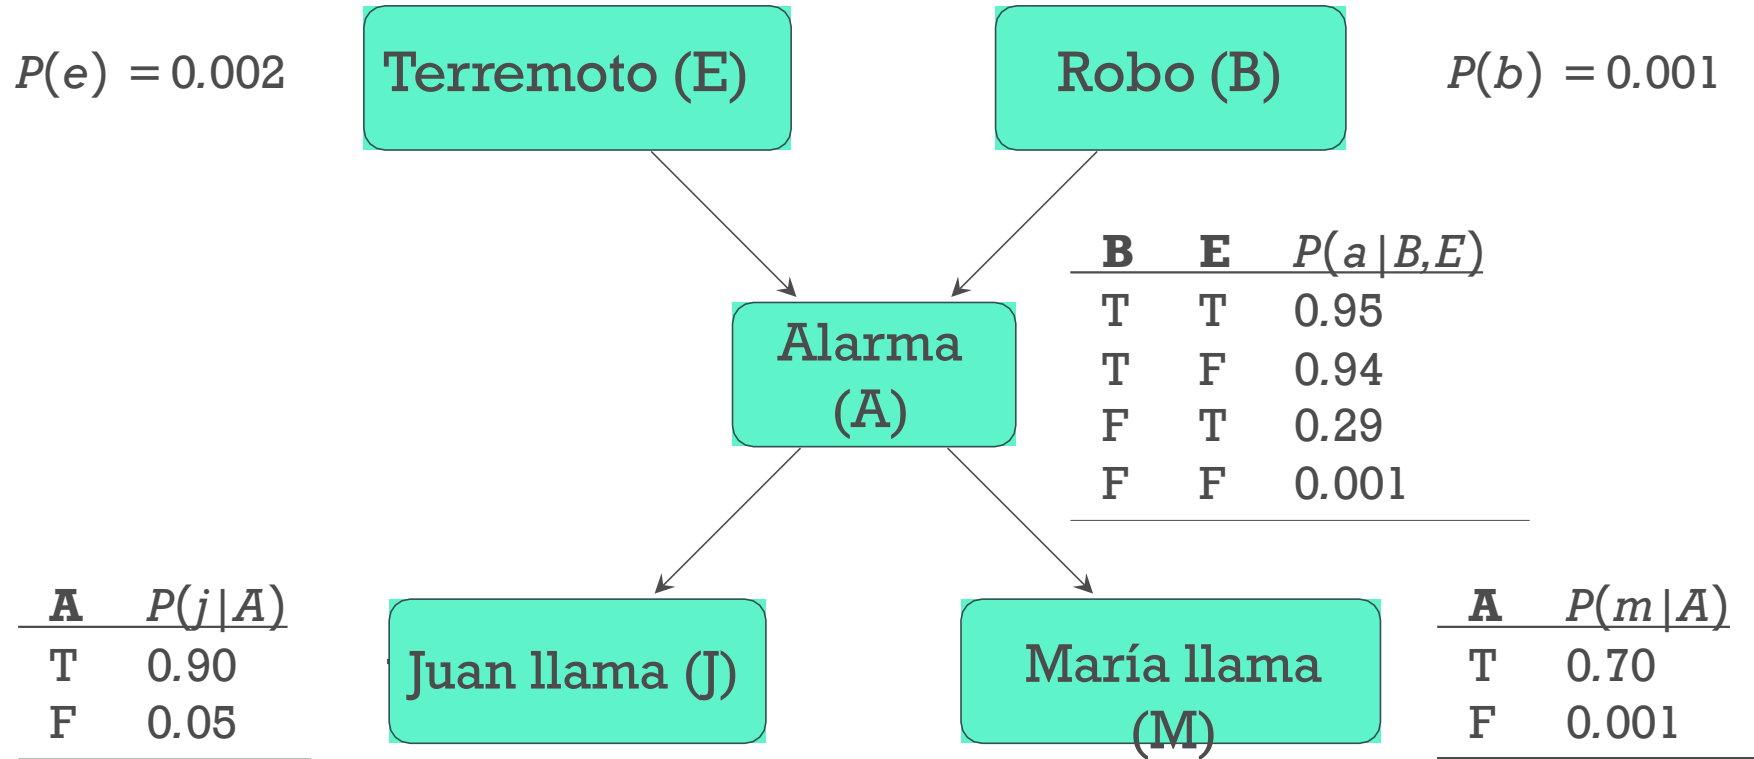 P(e) = 0.002
Terremoto (E)
Robo (B)
P(b) = 0.001
B E P(a|B,E)
T T 0.95
T F 0.94
F T 0.29
F F 0.001
Alarma
(A)
A P(j|A)
T 0.90
F 0.05
Juan llama (J)
María llama
(M)
A P(m|A)
T 0.70
F 0.001